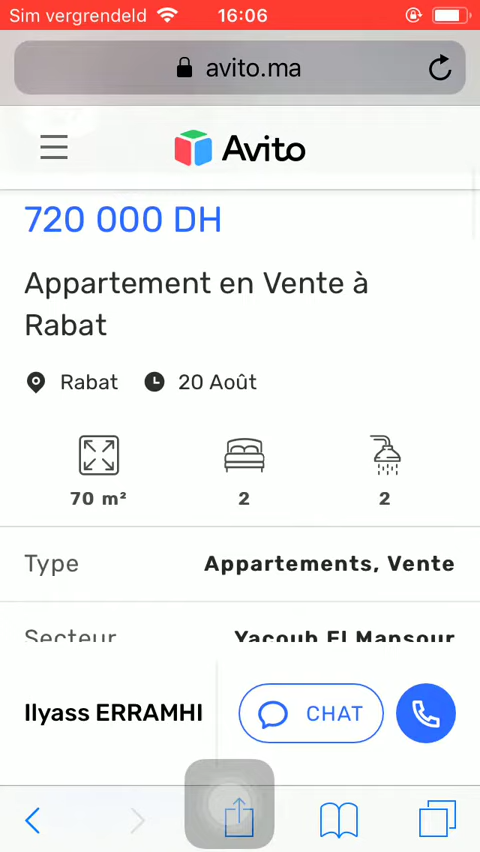 Sim vergrendeld 16:06
avito.ma
Avito
720 000 DH
Appartement en Vente à
Rabat
Rabat 20 Août
70 m² 2 2
Type Appartements, Vente
Secteur Yacoub El Mansour
Ilyass ERRAMHI CHAT